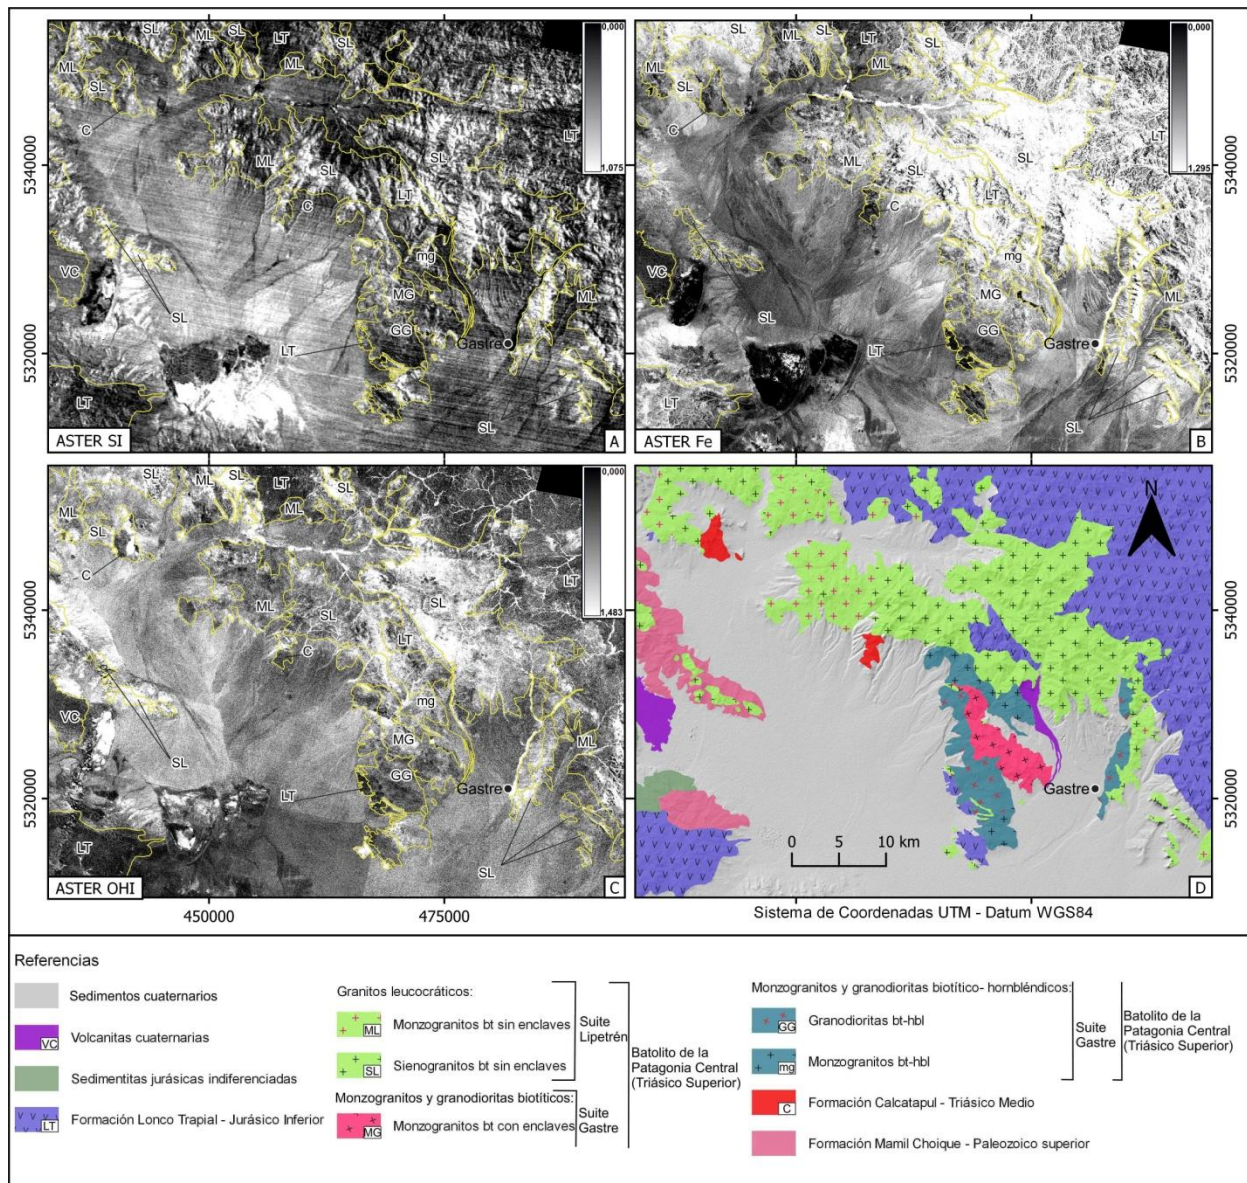 0,000
1,075
SL
ML
SL
LT
SL
ML
ML
SL
C
LT
SL
ML
SL
LT
C
mg
VC
MG
ML
SL
GG
LT
Gastre
LT
SL
ASTER SI
A
5340000
5320000
0,000
1,295
SL
ML
SL
LT
SL
ML
ML
SL
C
LT
SL
ML
SL
LT
C
mg
VC
MG
ML
SL
GG
LT
Gastre
LT
SL
ASTER Fe
B
5340000
5320000
0,000
1,483
SL
ML
SL
LT
SL
ML
ML
SL
C
LT
SL
ML
SL
LT
C
mg
VC
MG
ML
SL
GG
LT
Gastre
LT
SL
ASTER OHI
C
5340000
5320000
450000
475000
N
Gastre
0 5 10 km
D
5340000
5320000
Sistema de Coordenadas UTM - Datum WGS84
Referencias
Sedimentos cuaternarios
VC
Volcanitas cuaternarias
Sedimentitas jurásicas indiferenciadas
LT
Formación Lonco Trapial - Jurásico Inferior
Granitos leucocráticos:
ML
Monzogranitos bt sin enclaves
SL
Sienogranitos bt sin enclaves
Suite
Lipetrén
Monzogranitos y granodioritas biotíticos:
MG
Monzogranitos bt con enclaves
Suite
Gastre
Batolito de la
Patagonia Central
(Triásico Superior)
Monzogranitos y granodioritas biotítico- hornbléndicos:
GG
Granodioritas bt-hbl
mg
Monzogranitos bt-hbl
Suite
Gastre
Batolito de la
Patagonia Central
(Triásico Superior)
C
Formación Calcatapul - Triásico Medio
Formación Mamil Choique - Paleozoico superior